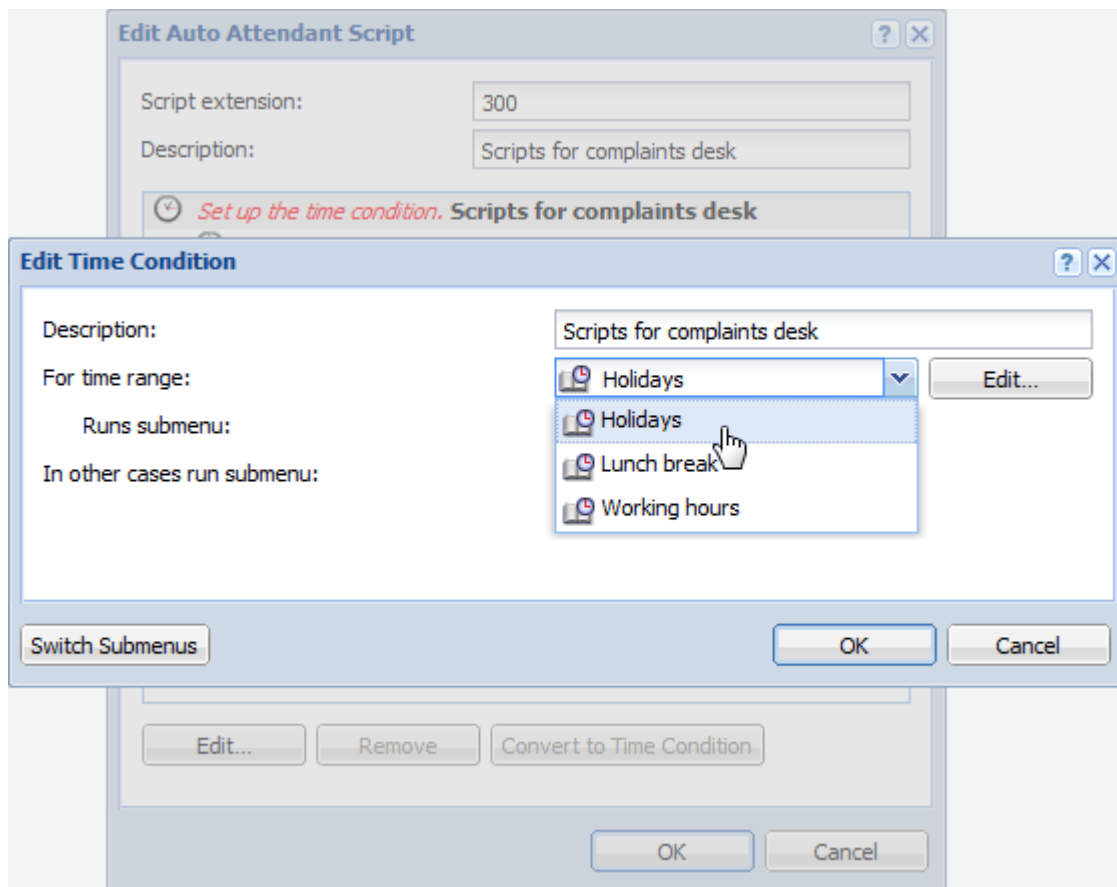 Edit Auto Attendant Script
Script extension: 300
Description: Scripts for complaints desk
Set up the time condition. Scripts for complaints desk
Edit Time Condition
Description: Scripts for complaints desk
For time range: Holidays Edit...
Runs submenu: Holidays
In other cases run submenu: Lunch break
Working hours
Switch Submenus OK Cancel
Edit... Remove Convert to Time Condition
OK Cancel